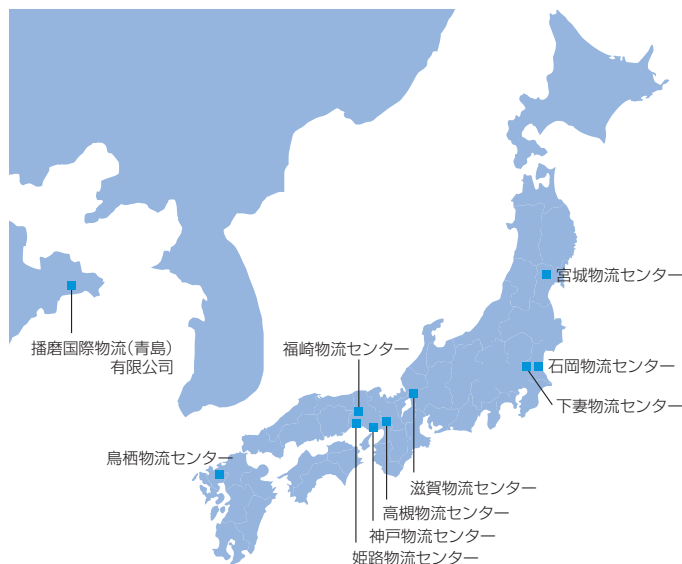 宮城物流センター
播磨国際物流(青島)
有限公司
福崎物流センター
石岡物流センター
下妻物流センター
鳥栖物流センター
滋賀物流センター
高槻物流センター
神戸物流センター
姫路物流センター